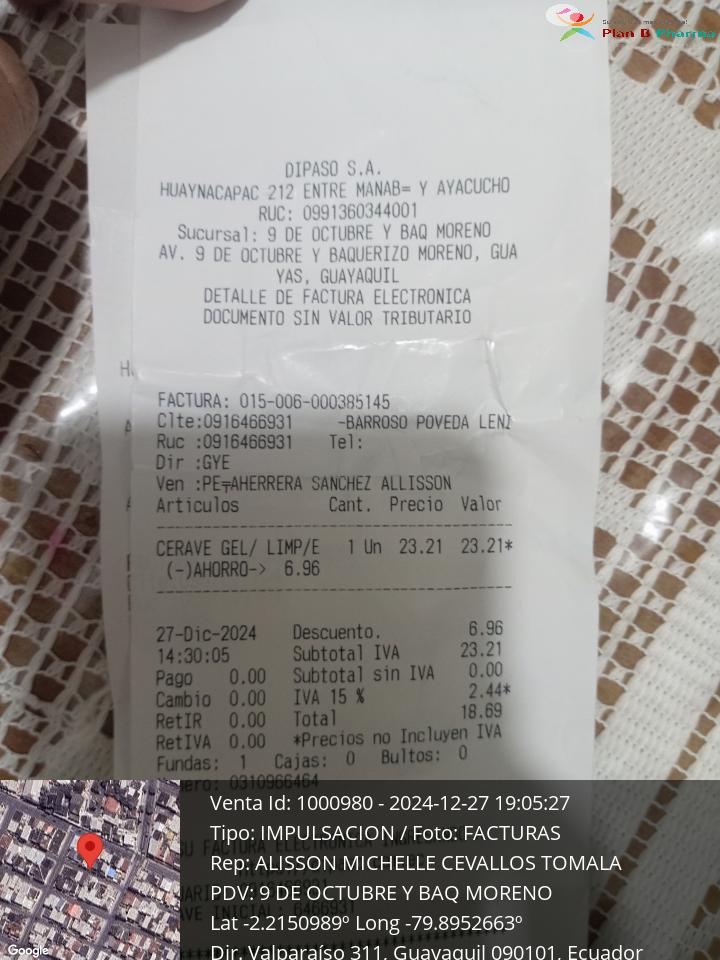 Plan B Pharma
DIPASO S.A.
HUAYNACAPAC 212 ENTRE MANAB= Y AYACUCHO
RUC: 0991360344001
Sucursal: 9 DE OCTUBRE Y BAQ MORENO
AV. 9 DE OCTUBRE Y BAQUERIZO MORENO, GUA
YAS, GUAYAQUIL
DETALLE DE FACTURA ELECTRONICA
DOCUMENTO SIN VALOR TRIBUTARIO
FACTURA: 015-006-000385145
Clte:0916466931 -BARROSO POVEDA LENI
Ruc :0916466931 Tel:
Dir :GYE
Ven :PE╤AHERRERA SANCHEZ ALLISSON
Articulos Cant. Precio Valor
CERAVE GEL/ LIMP/E 1 Un 23.21 23.21*
(-)AHORRO-> 6.96
27-Dic-2024 Descuento. 6.96
14:30:05 Subtotal IVA 23.21
Pago 0.00 Subtotal sin IVA 0.00
Cambio 0.00 IVA 15 % 2.44*
RetIR 0.00 Total 18.69
RetIVA 0.00 *Precios no Incluyen IVA
Fundas: 1 Cajas: 0 Bultos: 0
ero: 0310966464
Venta Id: 1000980 - 2024-12-27 19:05:27
Tipo: IMPULSACION / Foto: FACTURAS
Rep: ALISSON MICHELLE CEVALLOS TOMALA
PDV: 9 DE OCTUBRE Y BAQ MORENO
Lat -2.2150989º Long -79.8952663º
Dir. Valparaíso 311, Guayaquil 090101, Ecuador
Google